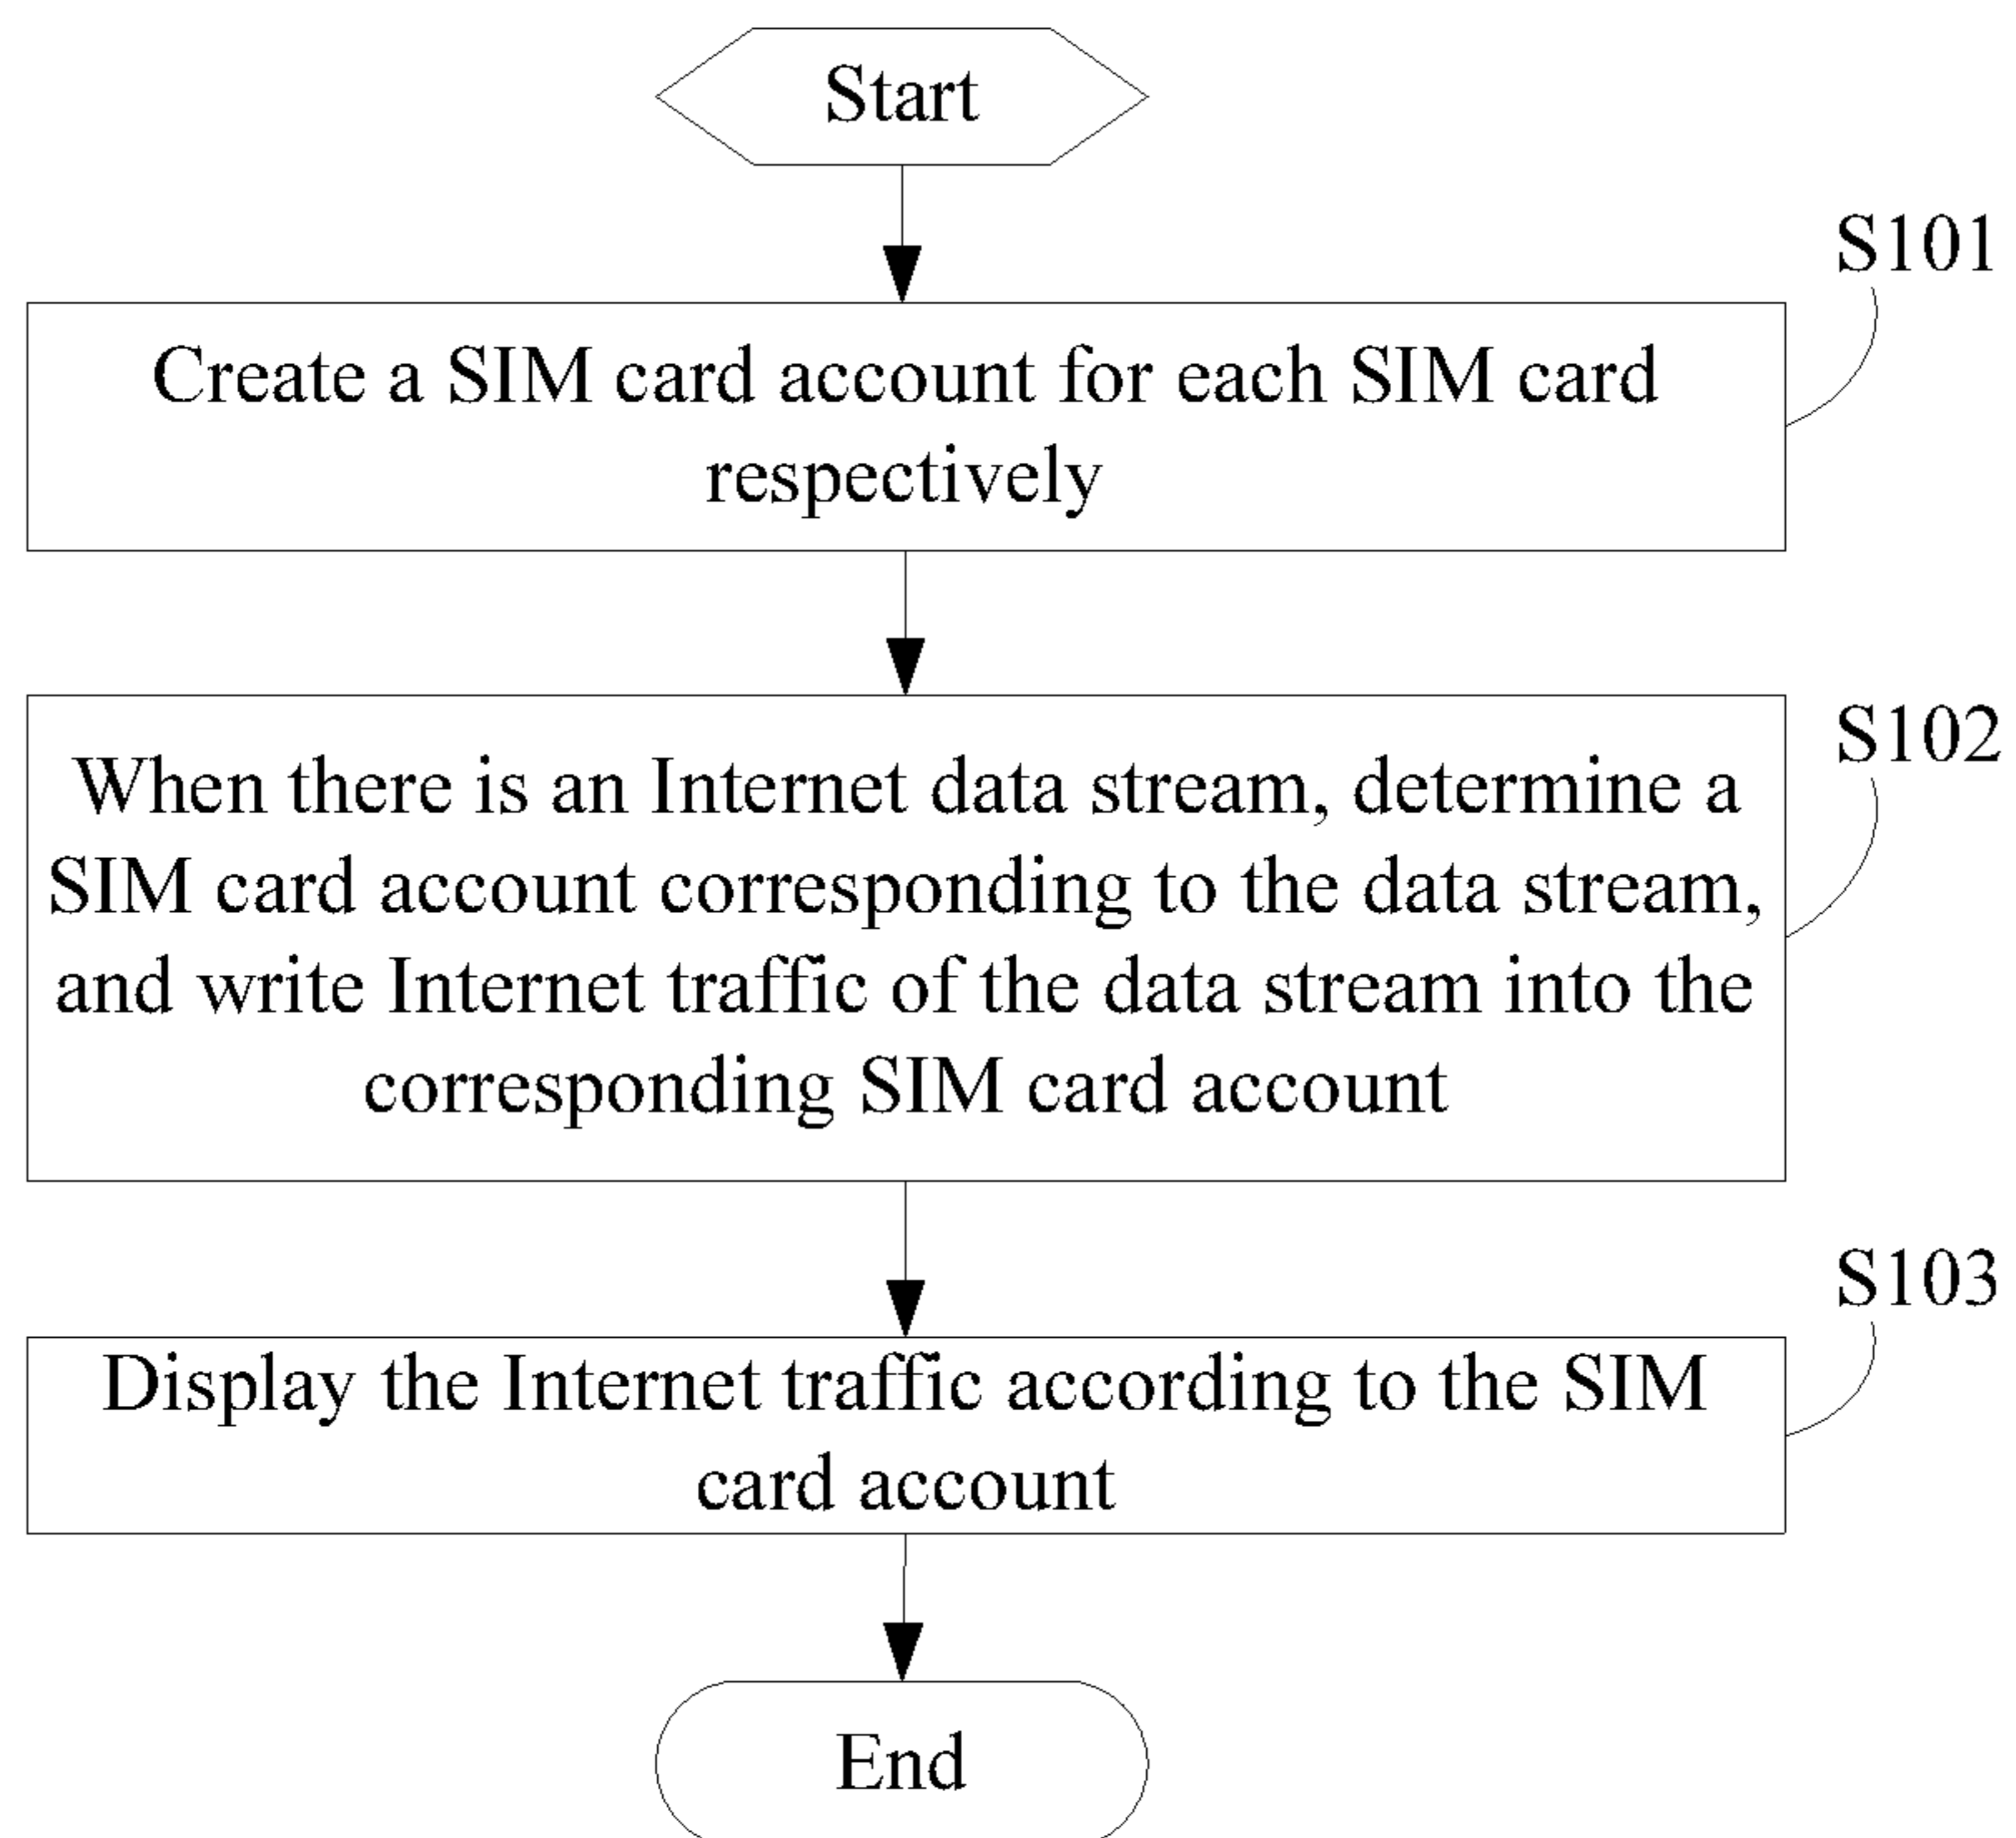 Start
S101
Create a SIM card account for each SIM card
respectively
S102
When there is an Internet data stream, determine a
SIM card account corresponding to the data stream,
and write Internet traffic of the data stream into the
corresponding SIM card account
S103
Display the Internet traffic according to the SIM
card account
End